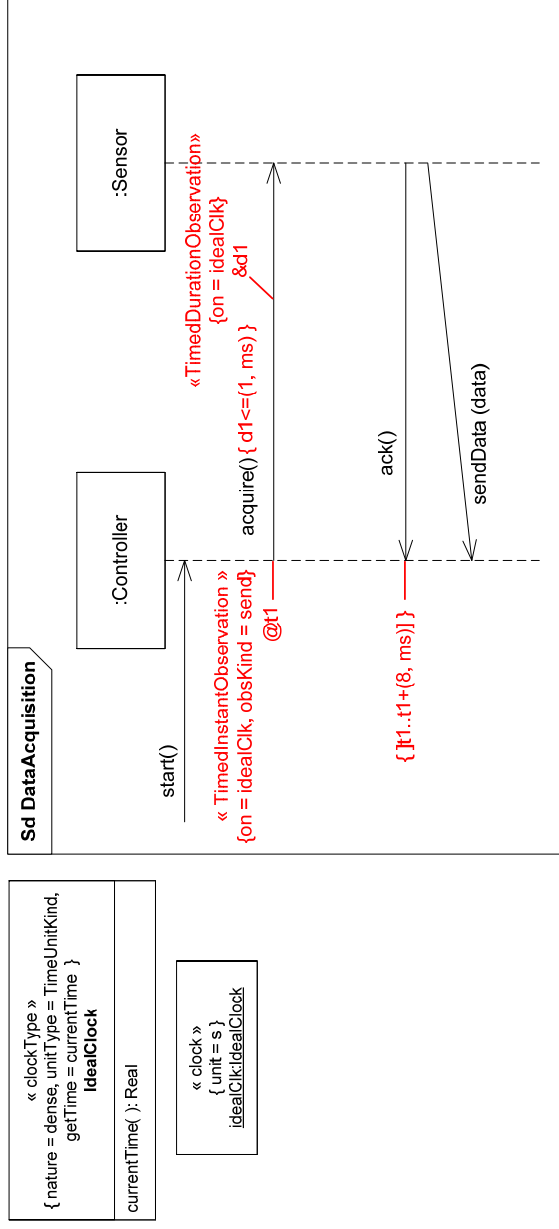 « clockType »
{ nature = dense, unitType = TimeUnitKind,
getTime = currentTime }
IdealClock
currentTime( ): Real
« clock »
{ unit = s }
idealClk:IdealClock
Sd DataAcquisition
:Controller
:Sensor
start()
« TimedInstantObservation »
{on = idealClk, obsKind = send}
@t1
«TimedDurationObservation»
{on = idealClk}
&d1
acquire() { d1<=(1, ms) }
{ ]t1..t1+(8, ms)] }
ack()
sendData (data)